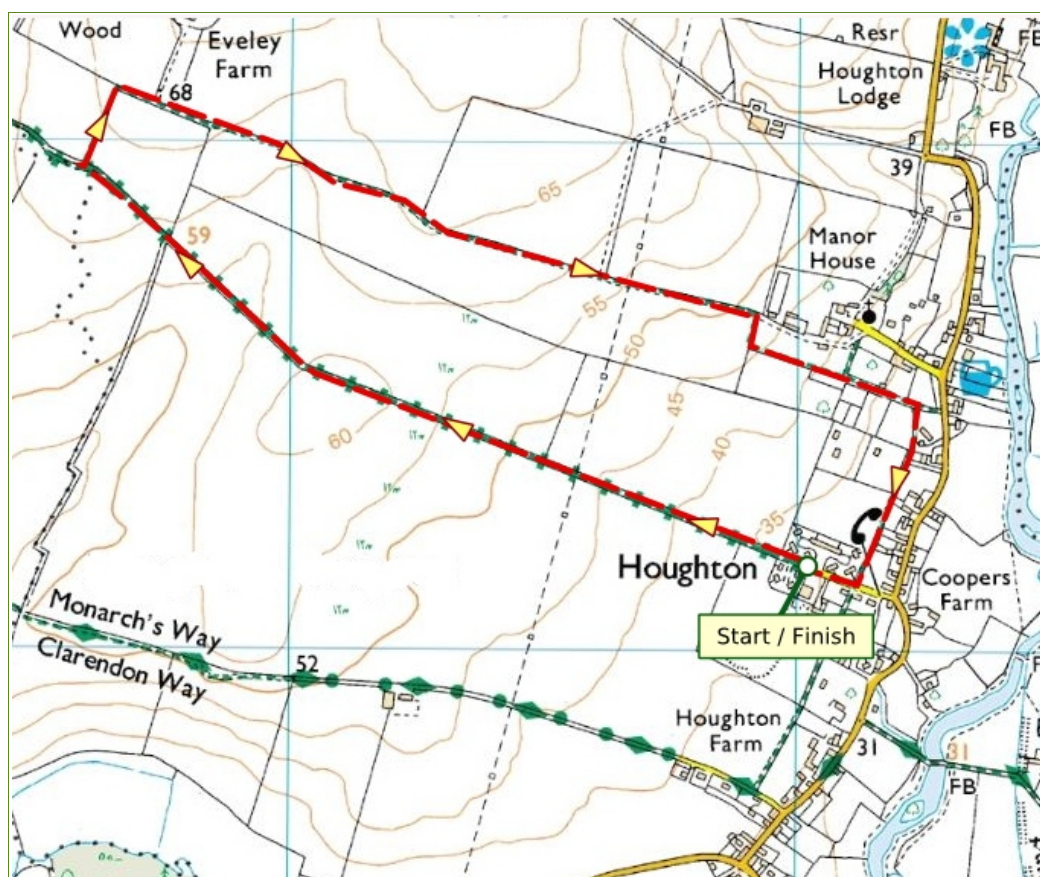 Wood
Eveley
Farm
68
Resr
Houghton
Lodge
FB
39
65
59
Manor
House
55
50
60
45
40
35
Houghton
Start / Finish
Coopers
Farm
Monarch's Way
Clarendon Way
52
Houghton
Farm
31
31
FB